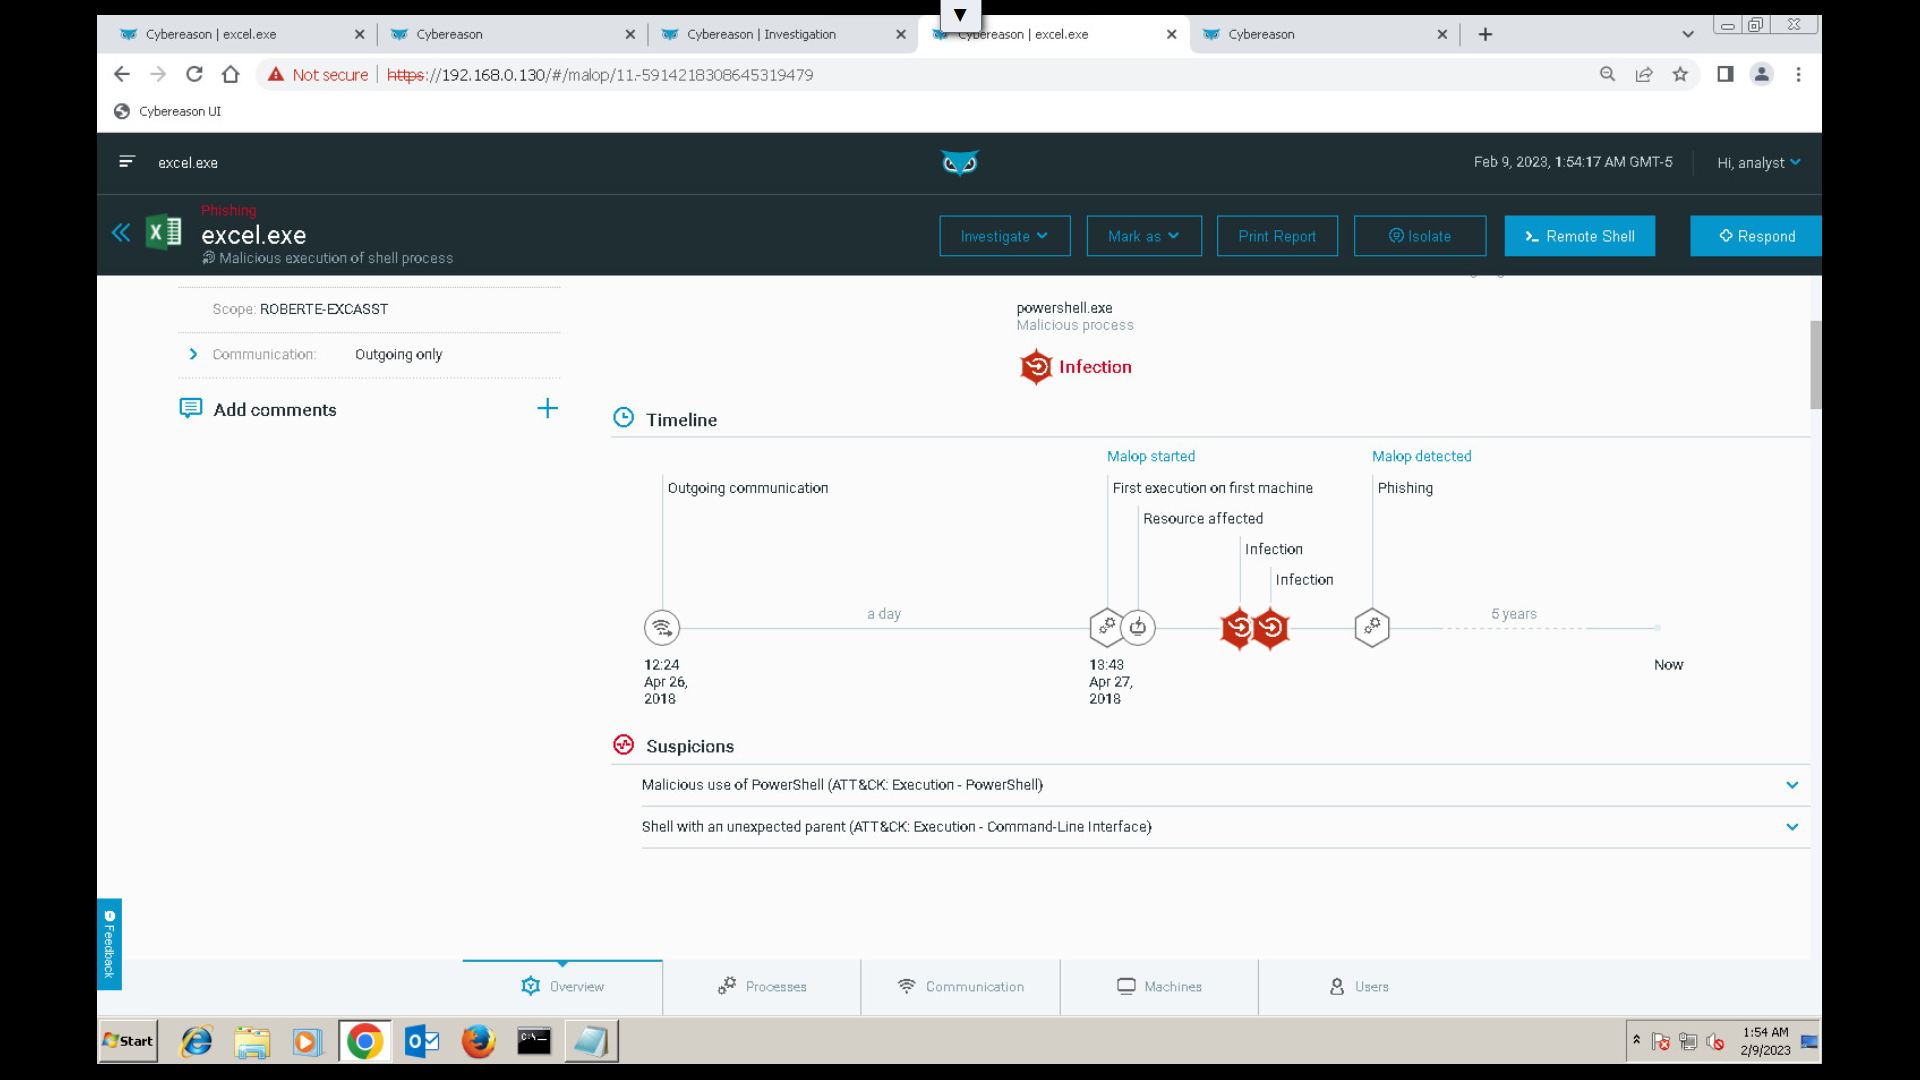 ▼
Cybereason | excel.exe
Cybereason
Cybereason | Investigation
Cybereason | excel.exe
Cybereason
Not secure
https://192.168.0.130/#/malop/11.-5914218308645319479
Cybereason UI
excel.exe
Feb 9, 2023, 1:54:17 AM GMT-5
Hi, analyst
Phishing
excel.exe
Malicious execution of shell process
Investigate
Mark as
Print Report
Isolate
Remote Shell
Respond
Scope: ROBERTE-EXCASST
Communication: Outgoing only
Add comments
powershell.exe
Malicious process
Infection
Timeline
Malop started
Malop detected
Outgoing communication
First execution on first machine
Phishing
Resource affected
Infection
Infection
a day
5 years
12:24
Apr 26,
2018
13:43
Apr 27,
2018
Now
Suspicions
Malicious use of PowerShell (ATT&CK: Execution - PowerShell)
Shell with an unexpected parent (ATT&CK: Execution - Command-Line Interface)
Feedback
Overview
Processes
Communication
Machines
Users
Start
1:54 AM
2/9/2023